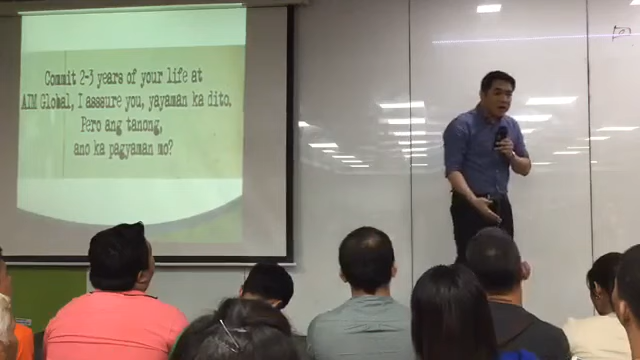 Commit 2-3 years of your life at
AIM Global, I asssure you, yayaman ka dito.
Pero ang tanong,
ano ka pagyaman mo?